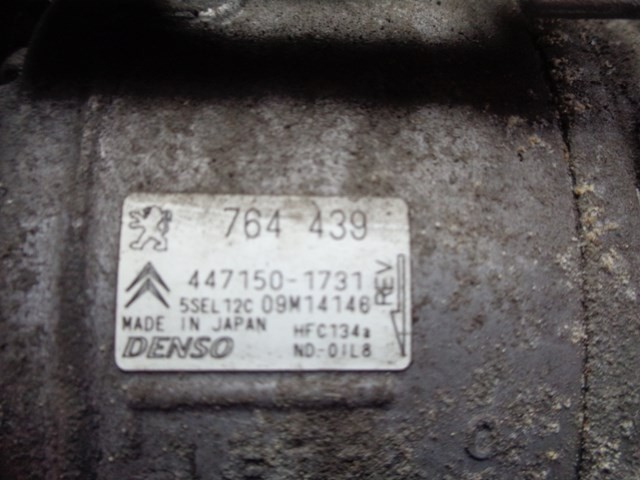 764 439
447150-1731
5SEL12C 09M14146
REV
MADE IN JAPAN HFC134a
DENSO ND-OIL8
C